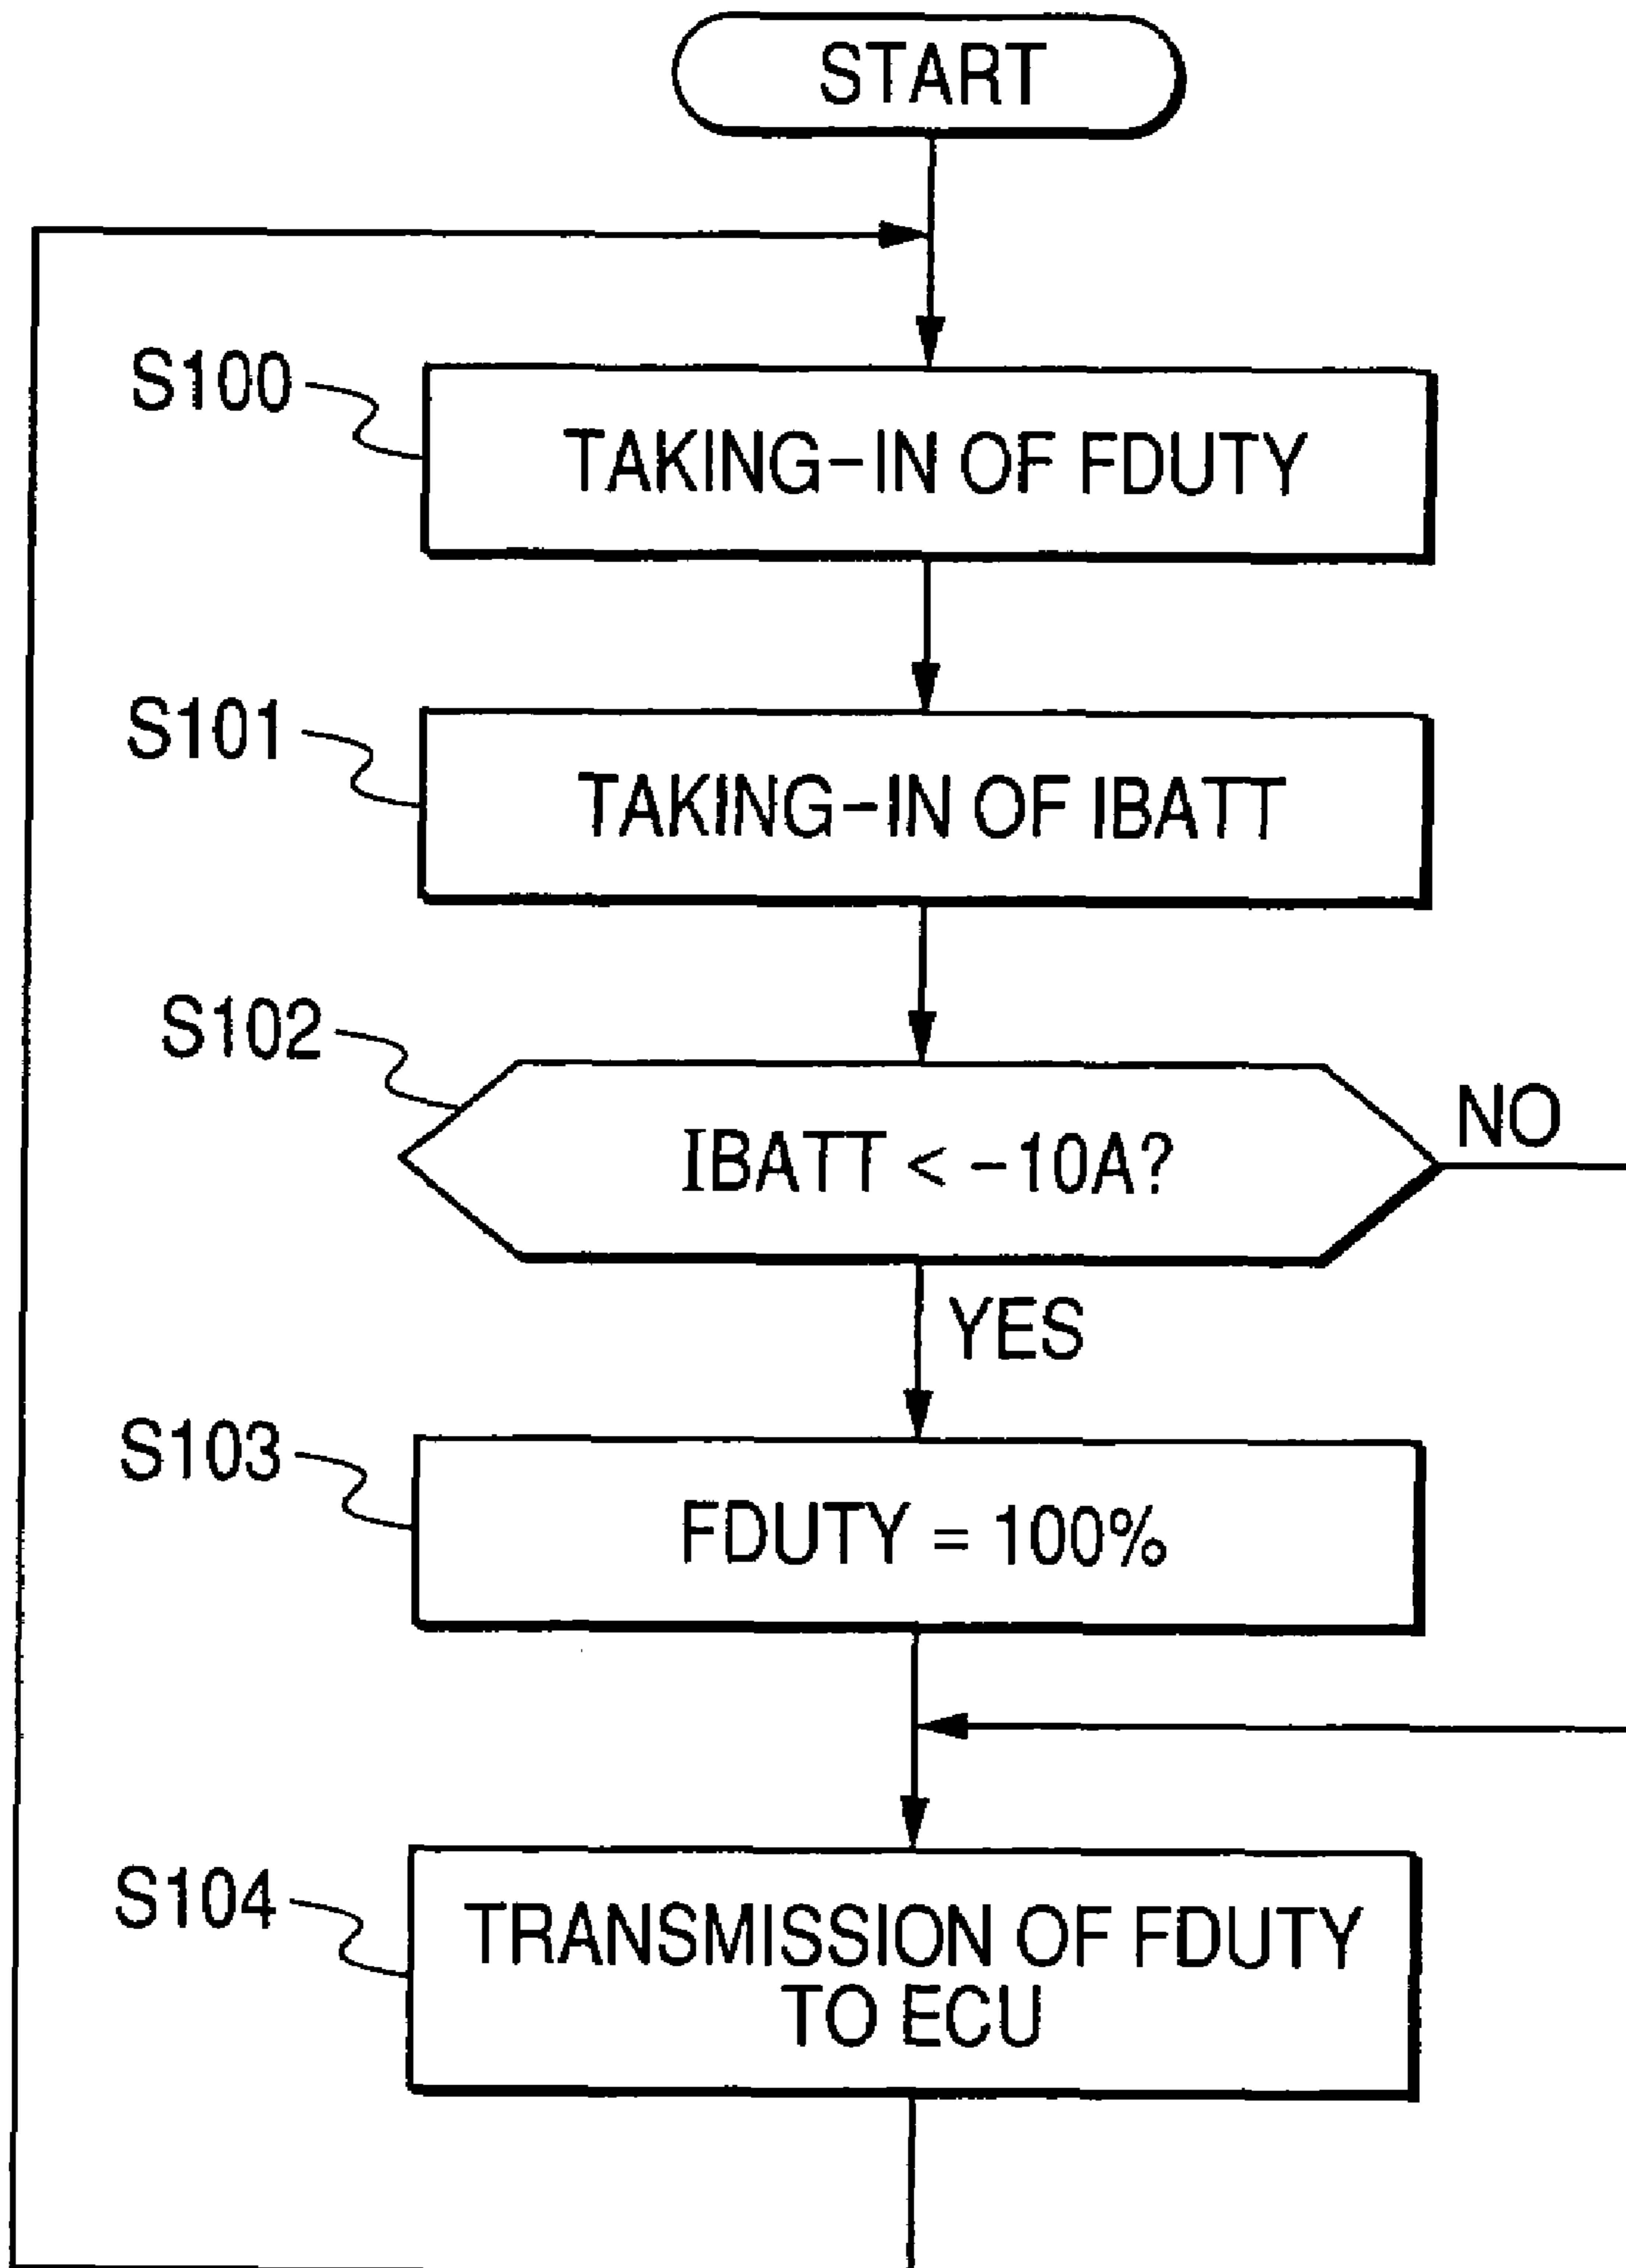 START
S100
TAKING-IN OF FDUTY
S101
TAKING-IN OF IBATT
S102
IBATT < -10A?
NO
YES
S103
FDUTY = 100%
S104
TRANSMISSION OF FDUTY
TO ECU